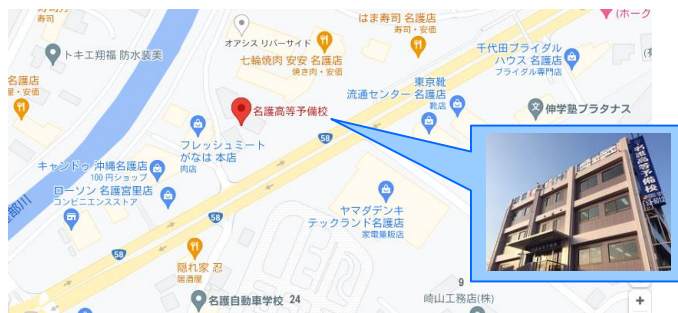 寿司
はま寿司 名護店
寿司・安価
(ホーク
オアシス リバーサイド
トキエ翔福 防水装美
七輪焼肉 安安 名護店
焼き肉・安価
千代田ブライダル
ハウス 名護店
ブライダル専門店
名護店
屋・安価
東京靴
流通センター 名護店
靴店
名護高等予備校
伸学塾プラタナス
58
フレッシュミート
がなは 本店
肉店
キャンドゥ 沖縄名護店
100 円ショップ
ローソン 名護宮里店
コンビニエンスストア
58
ヤマダデンキ
テックランド名護店
家電量販店
58
隠れ家 忍
居酒屋
名護自動車学校
24
9
崎山工務店(株)
+
名護高等予備校